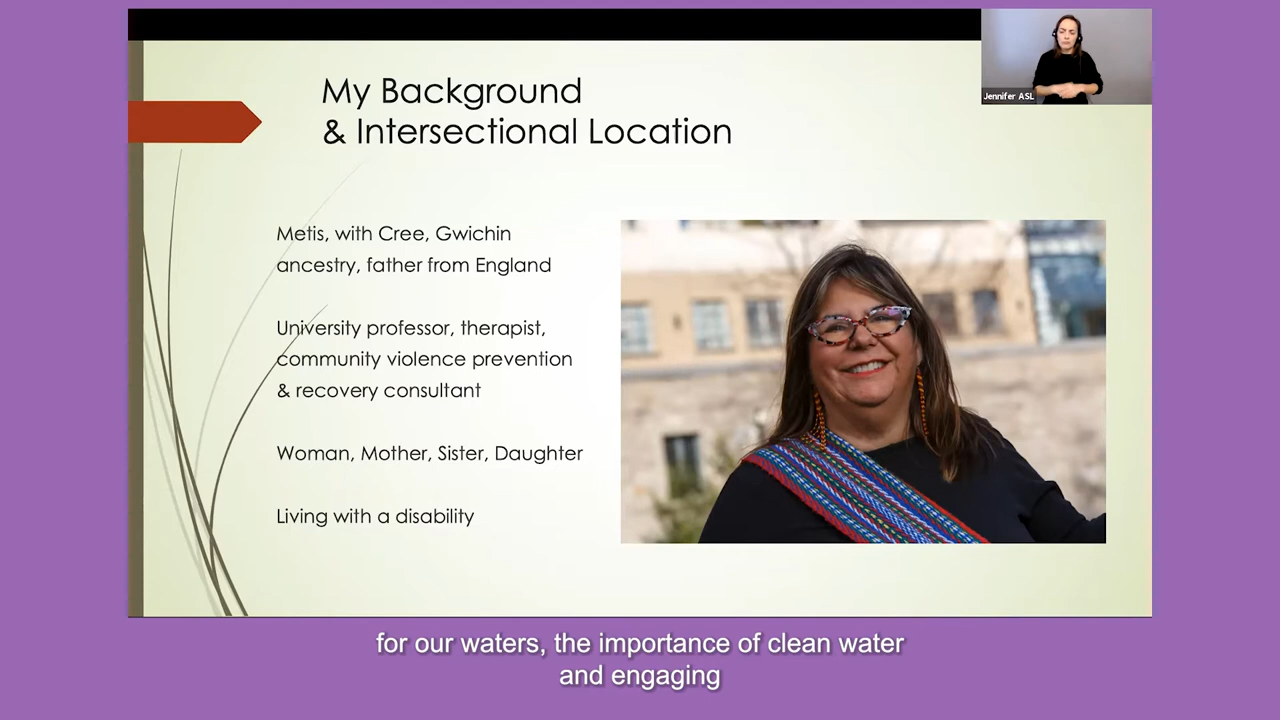 My Background
& Intersectional Location
Jennifer ASL
Metis, with Cree, Gwichin
ancestry, father from England
University professor, therapist,
community violence prevention
& recovery consultant
Woman, Mother, Sister, Daughter
Living with a disability
for our waters, the importance of clean water
and engaging